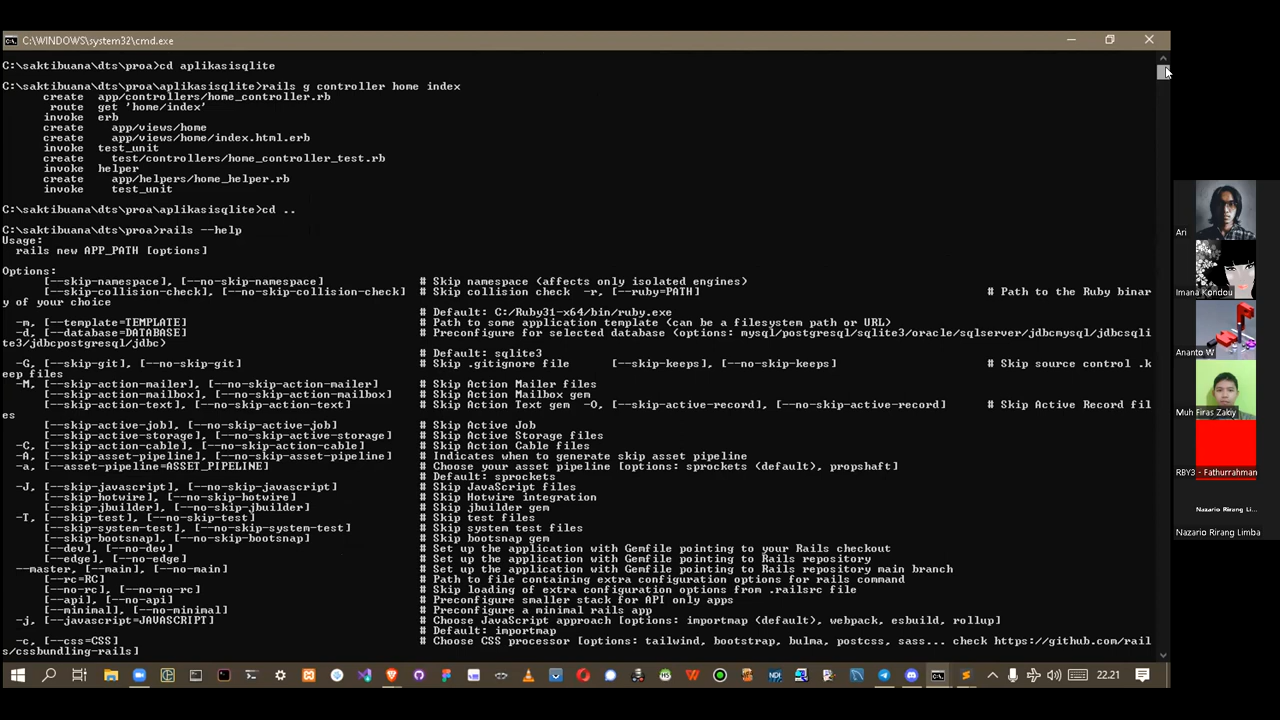 C:\WINDOWS\system32\cmd.exe
C:\saktibuana\dts\proa>cd aplikasisqlite
C:\saktibuana\dts\proa\aplikasisqlite>rails g controller home index
create  app/controllers/home_controller.rb
route  get 'home/index'
invoke  erb
create    app/views/home
create    app/views/home/index.html.erb
invoke  test_unit
create    test/controllers/home_controller_test.rb
invoke  helper
create    app/helpers/home_helper.rb
invoke    test_unit
C:\saktibuana\dts\proa\aplikasisqlite>cd ..
C:\saktibuana\dts\proa>rails --help
Usage:
rails new APP_PATH [options]
Options:
[--skip-namespace], [--no-skip-namespace]  # Skip namespace (affects only isolated engines)
[--skip-collision-check], [--no-skip-collision-check]  # Skip collision check  -r, [--ruby=PATH]  # Path to the Ruby binar
y of your choice
# Default: C:/Ruby31-x64/bin/ruby.exe
-m, [--template=TEMPLATE]  # Path to some application template (can be a filesystem path or URL)
-d, [--database=DATABASE]  # Preconfigure for selected database (options: mysql/postgresql/sqlite3/oracle/sqlserver/jdbcmysql/jdbcsqli
te3/jdbcpostgresql/jdbc)
# Default: sqlite3
-G, [--skip-git], [--no-skip-git]  # Skip .gitignore file  [--skip-keeps], [--no-skip-keeps]  # Skip source control .k
eep files
-M, [--skip-action-mailer], [--no-skip-action-mailer]  # Skip Action Mailer files
[--skip-action-mailbox], [--no-skip-action-mailbox]  # Skip Action Mailbox gem
[--skip-action-text], [--no-skip-action-text]  # Skip Action Text gem  -O, [--skip-active-record], [--no-skip-active-record]  # Skip Active Record fil
es
[--skip-active-job], [--no-skip-active-job]  # Skip Active Job
[--skip-active-storage], [--no-skip-active-storage]  # Skip Active Storage files
-C, [--skip-action-cable], [--no-skip-action-cable]  # Skip Action Cable files
-A, [--skip-asset-pipeline], [--no-skip-asset-pipeline]  # Indicates when to generate skip asset pipeline
-a, [--asset-pipeline=ASSET_PIPELINE]  # Choose your asset pipeline [options: sprockets (default), propshaft]
# Default: sprockets
-J, [--skip-javascript], [--no-skip-javascript]  # Skip JavaScript files
[--skip-hotwire], [--no-skip-hotwire]  # Skip Hotwire integration
[--skip-jbuilder], [--no-skip-jbuilder]  # Skip jbuilder gem
-T, [--skip-test], [--no-skip-test]  # Skip test files
[--skip-system-test], [--no-skip-system-test]  # Skip system test files
[--skip-bootsnap], [--no-skip-bootsnap]  # Skip bootsnap gem
[--dev], [--no-dev]  # Set up the application with Gemfile pointing to your Rails checkout
[--edge], [--no-edge]  # Set up the application with Gemfile pointing to Rails repository
--master, [--main], [--no-main]  # Set up the application with Gemfile pointing to Rails repository main branch
[--rc=RC]  # Path to file containing extra configuration options for rails command
[--no-rc], [--no-no-rc]  # Skip loading of extra configuration options from .railsrc file
[--api], [--no-api]  # Preconfigure smaller stack for API only apps
[--minimal], [--no-minimal]  # Preconfigure a minimal rails app
-j, [--javascript=JAVASCRIPT]  # Choose JavaScript approach [options: importmap (default), webpack, esbuild, rollup]
# Default: importmap
-c, [--css=CSS]  # Choose CSS processor [options: tailwind, bootstrap, bulma, postcss, sass... check https://github.com/rail
s/cssbundling-rails]
22.21
Ari
Imana Kondou
Ananto W
Muh Firas Zakiy
RBY3 - Fathurrahman
Nazario Rirang Li...
Nazario Rirang Limba